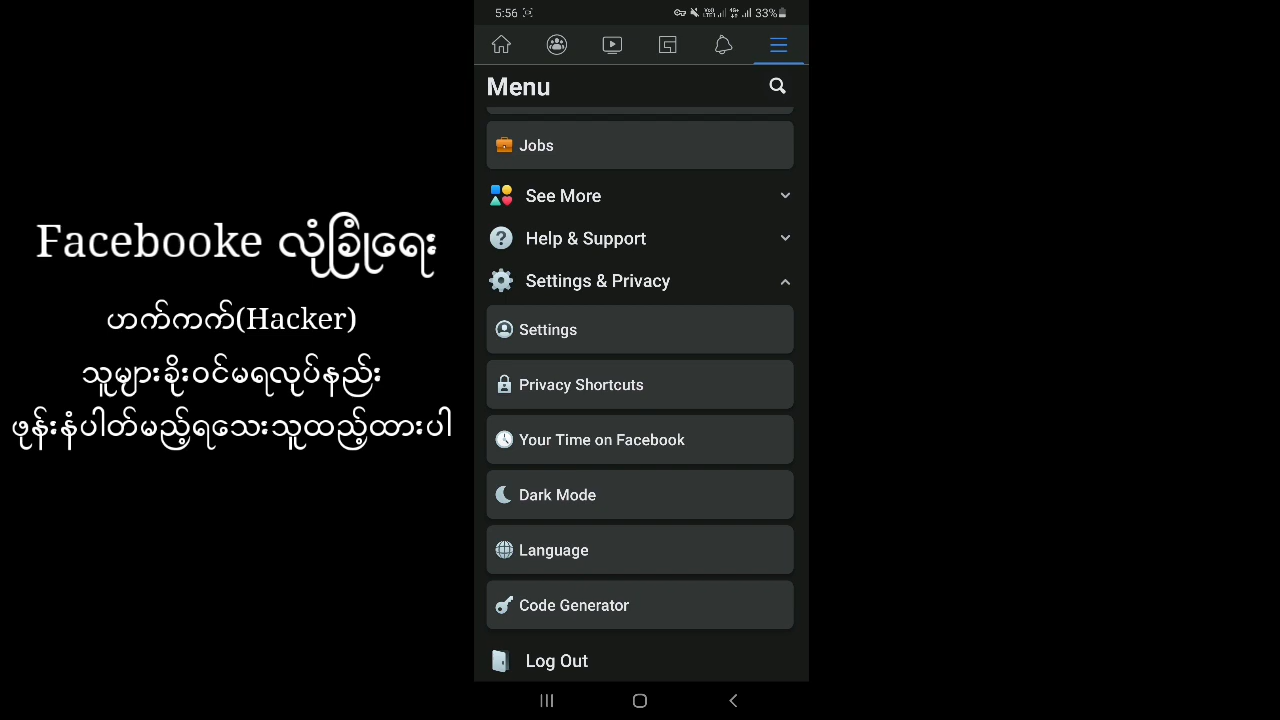 Facebooke လုံခြုံရေး
ဟက်ကက်(Hacker)
သူများခိုးဝင်မရလုပ်နည်း
ဖုန်းနံပါတ်မည့်ရသေးသူထည့်ထားပါ
5:56
33%
Menu
Jobs
See More
Help & Support
Settings & Privacy
Settings
Privacy Shortcuts
Your Time on Facebook
Dark Mode
Language
Code Generator
Log Out